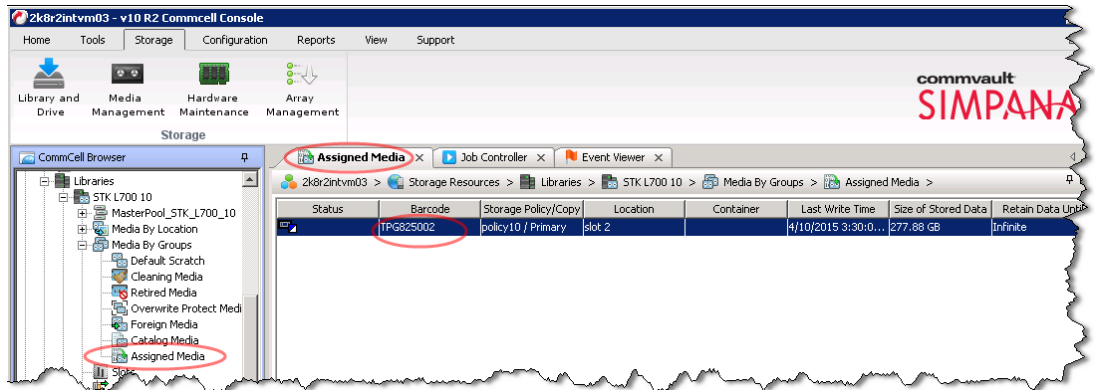 2k8r2intvm03 - v10 R2 Commcell Console
Home Tools Storage Configuration Reports View Support
Library and Drive Media Management Hardware Maintenance Array Management
Storage
commvault
SIMPANA
CommCell Browser
Assigned Media Job Controller Event Viewer
2k8r2intvm03 > Storage Resources > Libraries > STK L700 10 > Media By Groups > Assigned Media >
Libraries
STK L700 10
MasterPool_STK_L700_10
Media By Location
Media By Groups
Default Scratch
Cleaning Media
Retired Media
Overwrite Protect Medi
Foreign Media
Catalog Media
Assigned Media
Slots
Status Barcode Storage Policy/Copy Location Container Last Write Time Size of Stored Data Retain Data Until
TPG825002 policy10 / Primary slot 2 4/10/2015 3:30:0... 277.88 GB Infinite